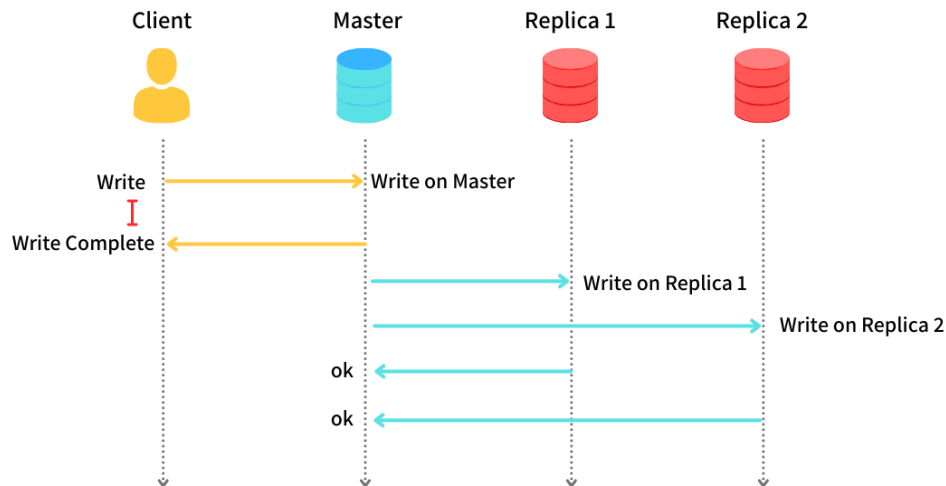 Client
Master
Replica 1
Replica 2
Write
Write on Master
Write Complete
Write on Replica 1
Write on Replica 2
ok
ok